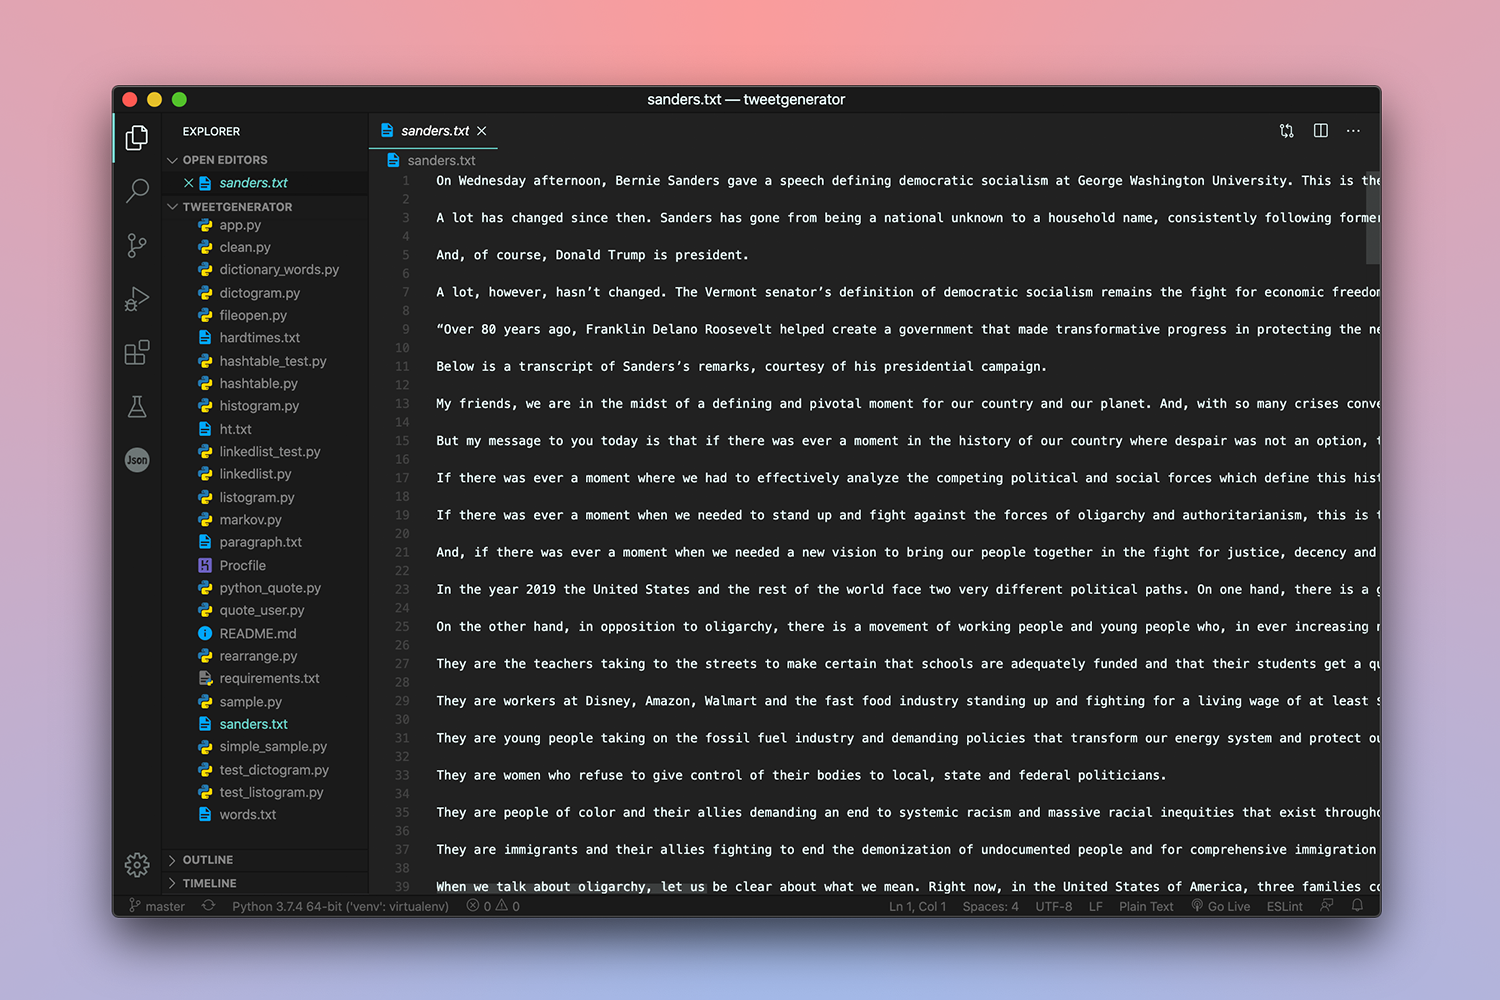 sanders.txt — tweetgenerator
EXPLORER
OPEN EDITORS
sanders.txt
TWEETGENERATOR
app.py
clean.py
dictionary_words.py
dictogram.py
fileopen.py
hardtimes.txt
hashtable_test.py
hashtable.py
histogram.py
ht.txt
linkedlist_test.py
linkedlist.py
listogram.py
markov.py
paragraph.txt
Procfile
python_quote.py
quote_user.py
README.md
rearrange.py
requirements.txt
sample.py
sanders.txt
simple_sample.py
test_dictogram.py
test_listogram.py
words.txt
OUTLINE
TIMELINE
Json
sanders.txt
sanders.txt
1 On Wednesday afternoon, Bernie Sanders gave a speech defining democratic socialism at George Washington University. This is the
2
3 A lot has changed since then. Sanders has gone from being a national unknown to a household name, consistently following former
4
5 And, of course, Donald Trump is president.
6
7 A lot, however, hasn’t changed. The Vermont senator’s definition of democratic socialism remains the fight for economic freedom
8
9 “Over 80 years ago, Franklin Delano Roosevelt helped create a government that made transformative progress in protecting the ne
10
11 Below is a transcript of Sanders’s remarks, courtesy of his presidential campaign.
12
13 My friends, we are in the midst of a defining and pivotal moment for our country and our planet. And, with so many crises conve
14
15 But my message to you today is that if there was ever a moment in the history of our country where despair was not an option, t
16
17 If there was ever a moment where we had to effectively analyze the competing political and social forces which define this hist
18
19 If there was ever a moment when we needed to stand up and fight against the forces of oligarchy and authoritarianism, this is t
20
21 And, if there was ever a moment when we needed a new vision to bring our people together in the fight for justice, decency and
22
23 In the year 2019 the United States and the rest of the world face two very different political paths. On one hand, there is a g
24
25 On the other hand, in opposition to oligarchy, there is a movement of working people and young people who, in ever increasing n
26
27 They are the teachers taking to the streets to make certain that schools are adequately funded and that their students get a qu
28
29 They are workers at Disney, Amazon, Walmart and the fast food industry standing up and fighting for a living wage of at least $
30
31 They are young people taking on the fossil fuel industry and demanding policies that transform our energy system and protect ou
32
33 They are women who refuse to give control of their bodies to local, state and federal politicians.
34
35 They are people of color and their allies demanding an end to systemic racism and massive racial inequities that exist througho
36
37 They are immigrants and their allies fighting to end the demonization of undocumented people and for comprehensive immigration
38
39 When we talk about oligarchy, let us be clear about what we mean. Right now, in the United States of America, three families co
master Python 3.7.4 64-bit ('venv': virtualenv) 0 0 Ln 1, Col 1 Spaces: 4 UTF-8 LF Plain Text Go Live ESLint